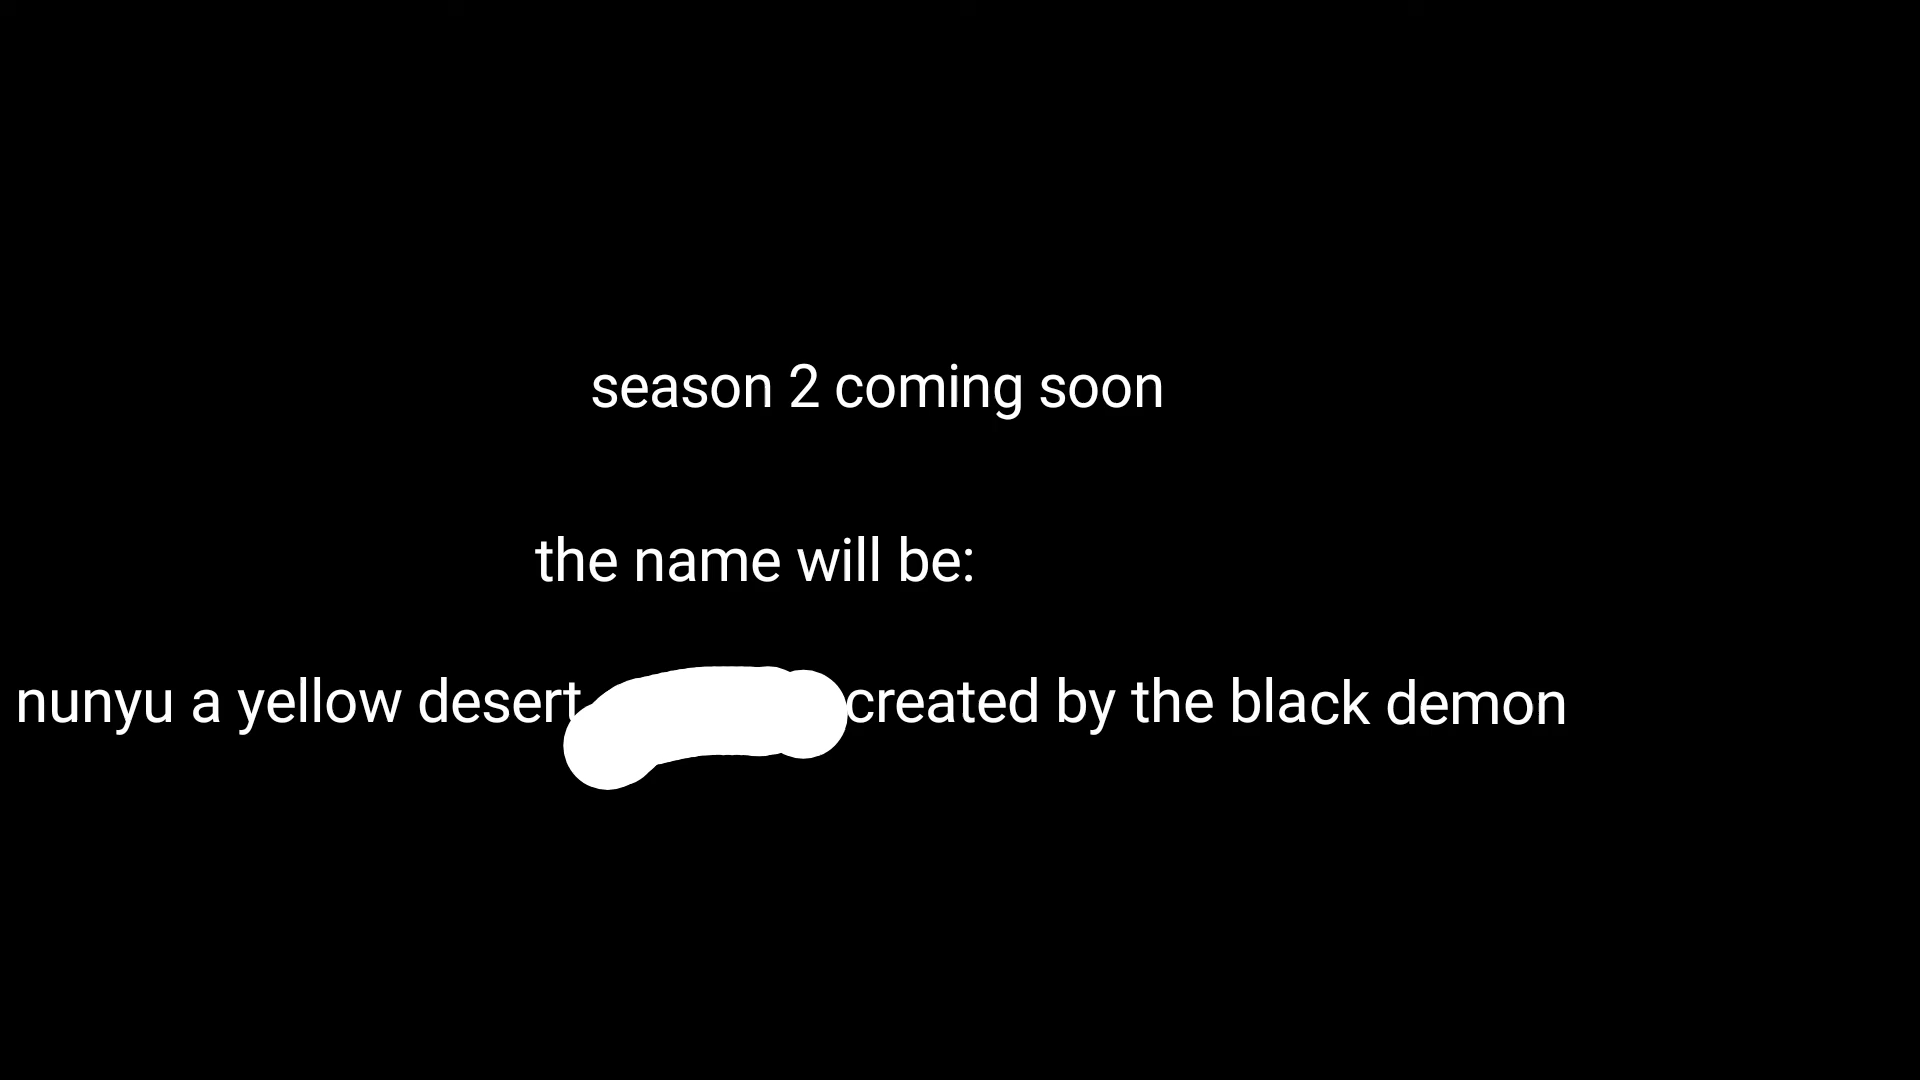 season 2 coming soon
the name will be:
nunyu a yellow desert created by the black demon